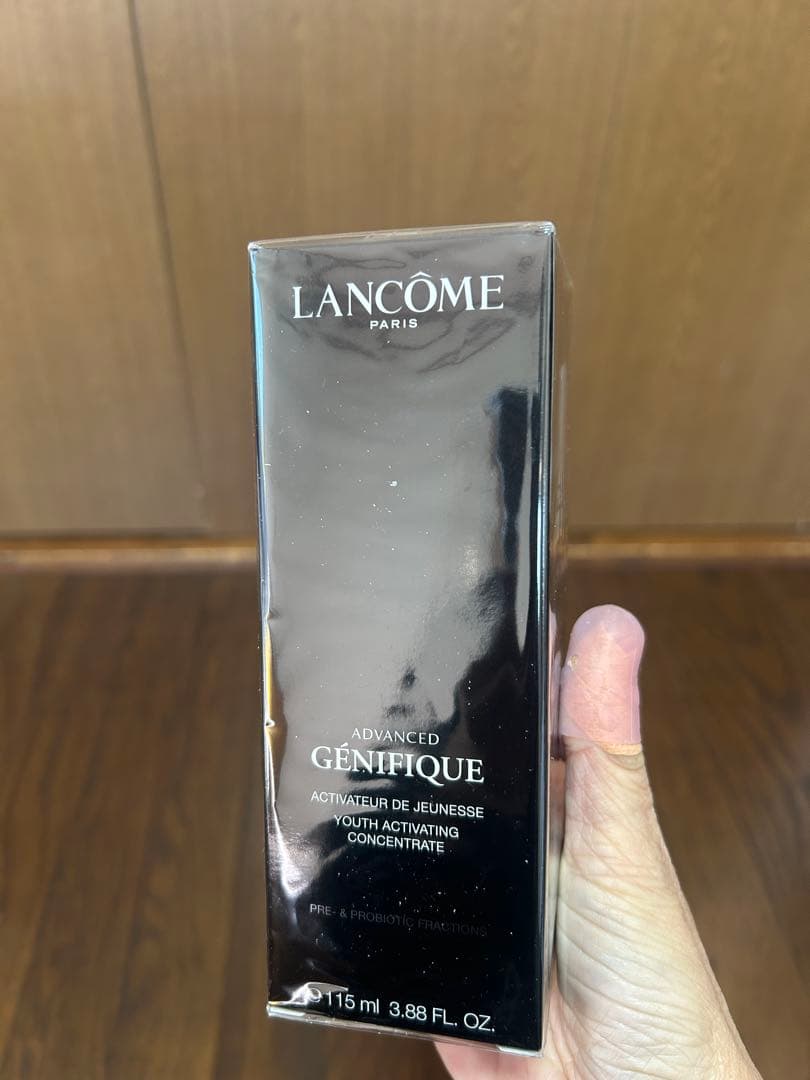 LANCÔME
PARIS
ADVANCED
GÉNIFIQUE
ACTIVATEUR DE JEUNESSE
YOUTH ACTIVATING
CONCENTRATE
PRE- & PROBIOTIC FRACTIONS
115 ml 3.88 FL. OZ.